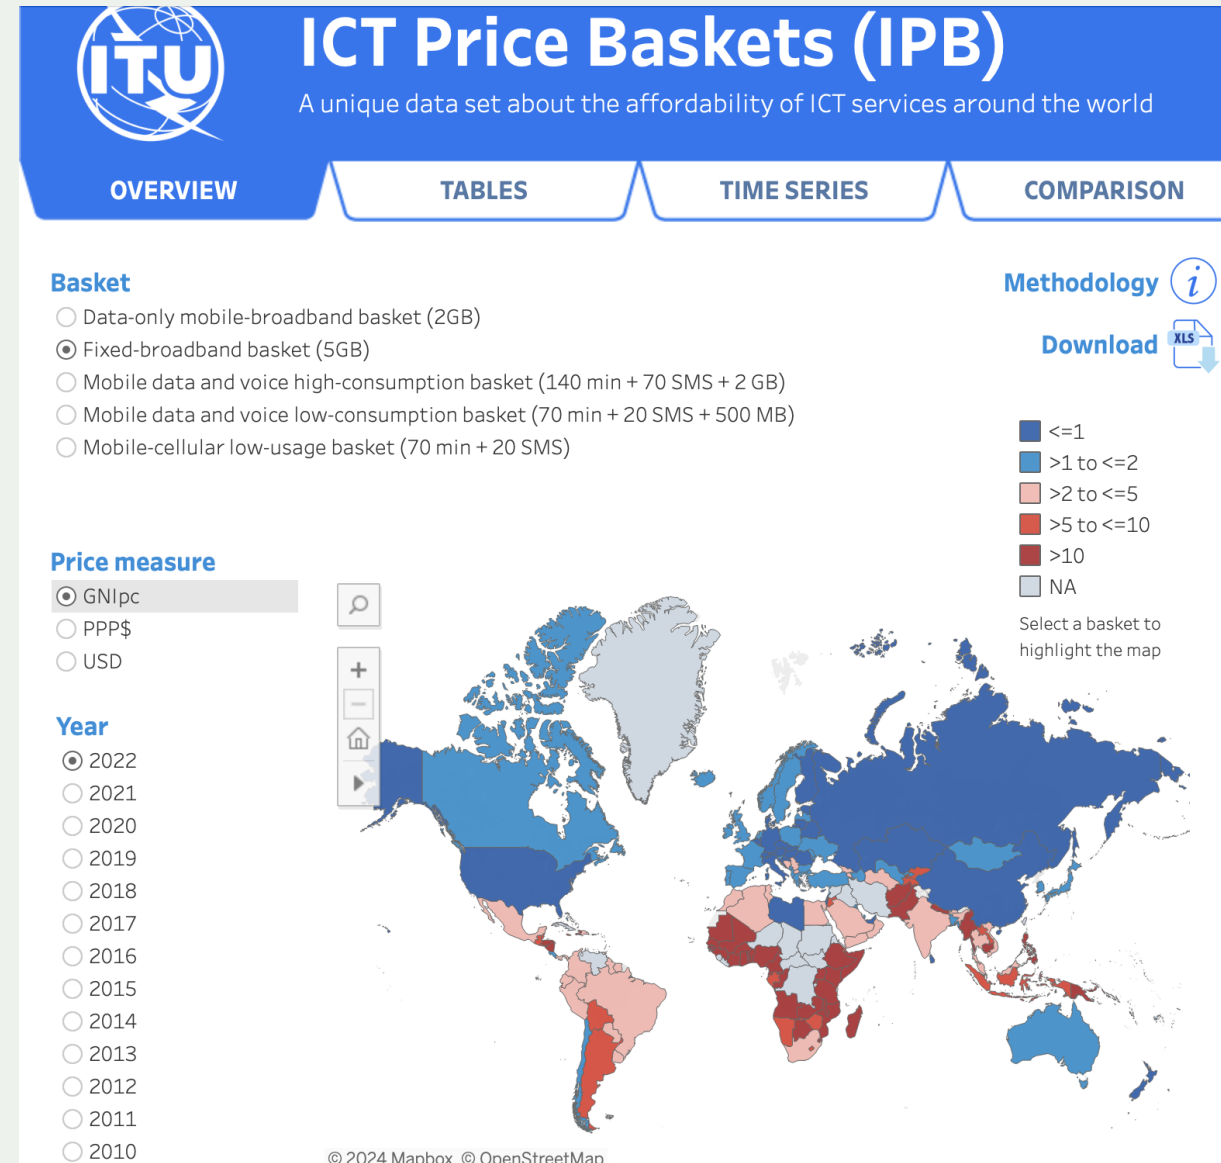 ITU
ICT Price Baskets (IPB)
A unique data set about the affordability of ICT services around the world
OVERVIEW
TABLES
TIME SERIES
COMPARISON
Basket
Data-only mobile-broadband basket (2GB)
Fixed-broadband basket (5GB)
Mobile data and voice high-consumption basket (140 min + 70 SMS + 2 GB)
Mobile data and voice low-consumption basket (70 min + 20 SMS + 500 MB)
Mobile-cellular low-usage basket (70 min + 20 SMS)
Methodology i
Download XLS
<=1
>1 to <=2
>2 to <=5
>5 to <=10
>10
NA
Select a basket to
highlight the map
Price measure
GNIpc
PPP$
USD
Year
2022
2021
2020
2019
2018
2017
2016
2015
2014
2013
2012
2011
2010
© 2024 Mapbox © OpenStreetMap